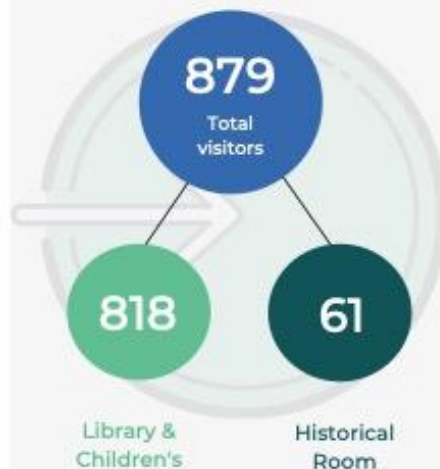 879
Total
visitors
818
61
Library &
Children's
Historical
Room